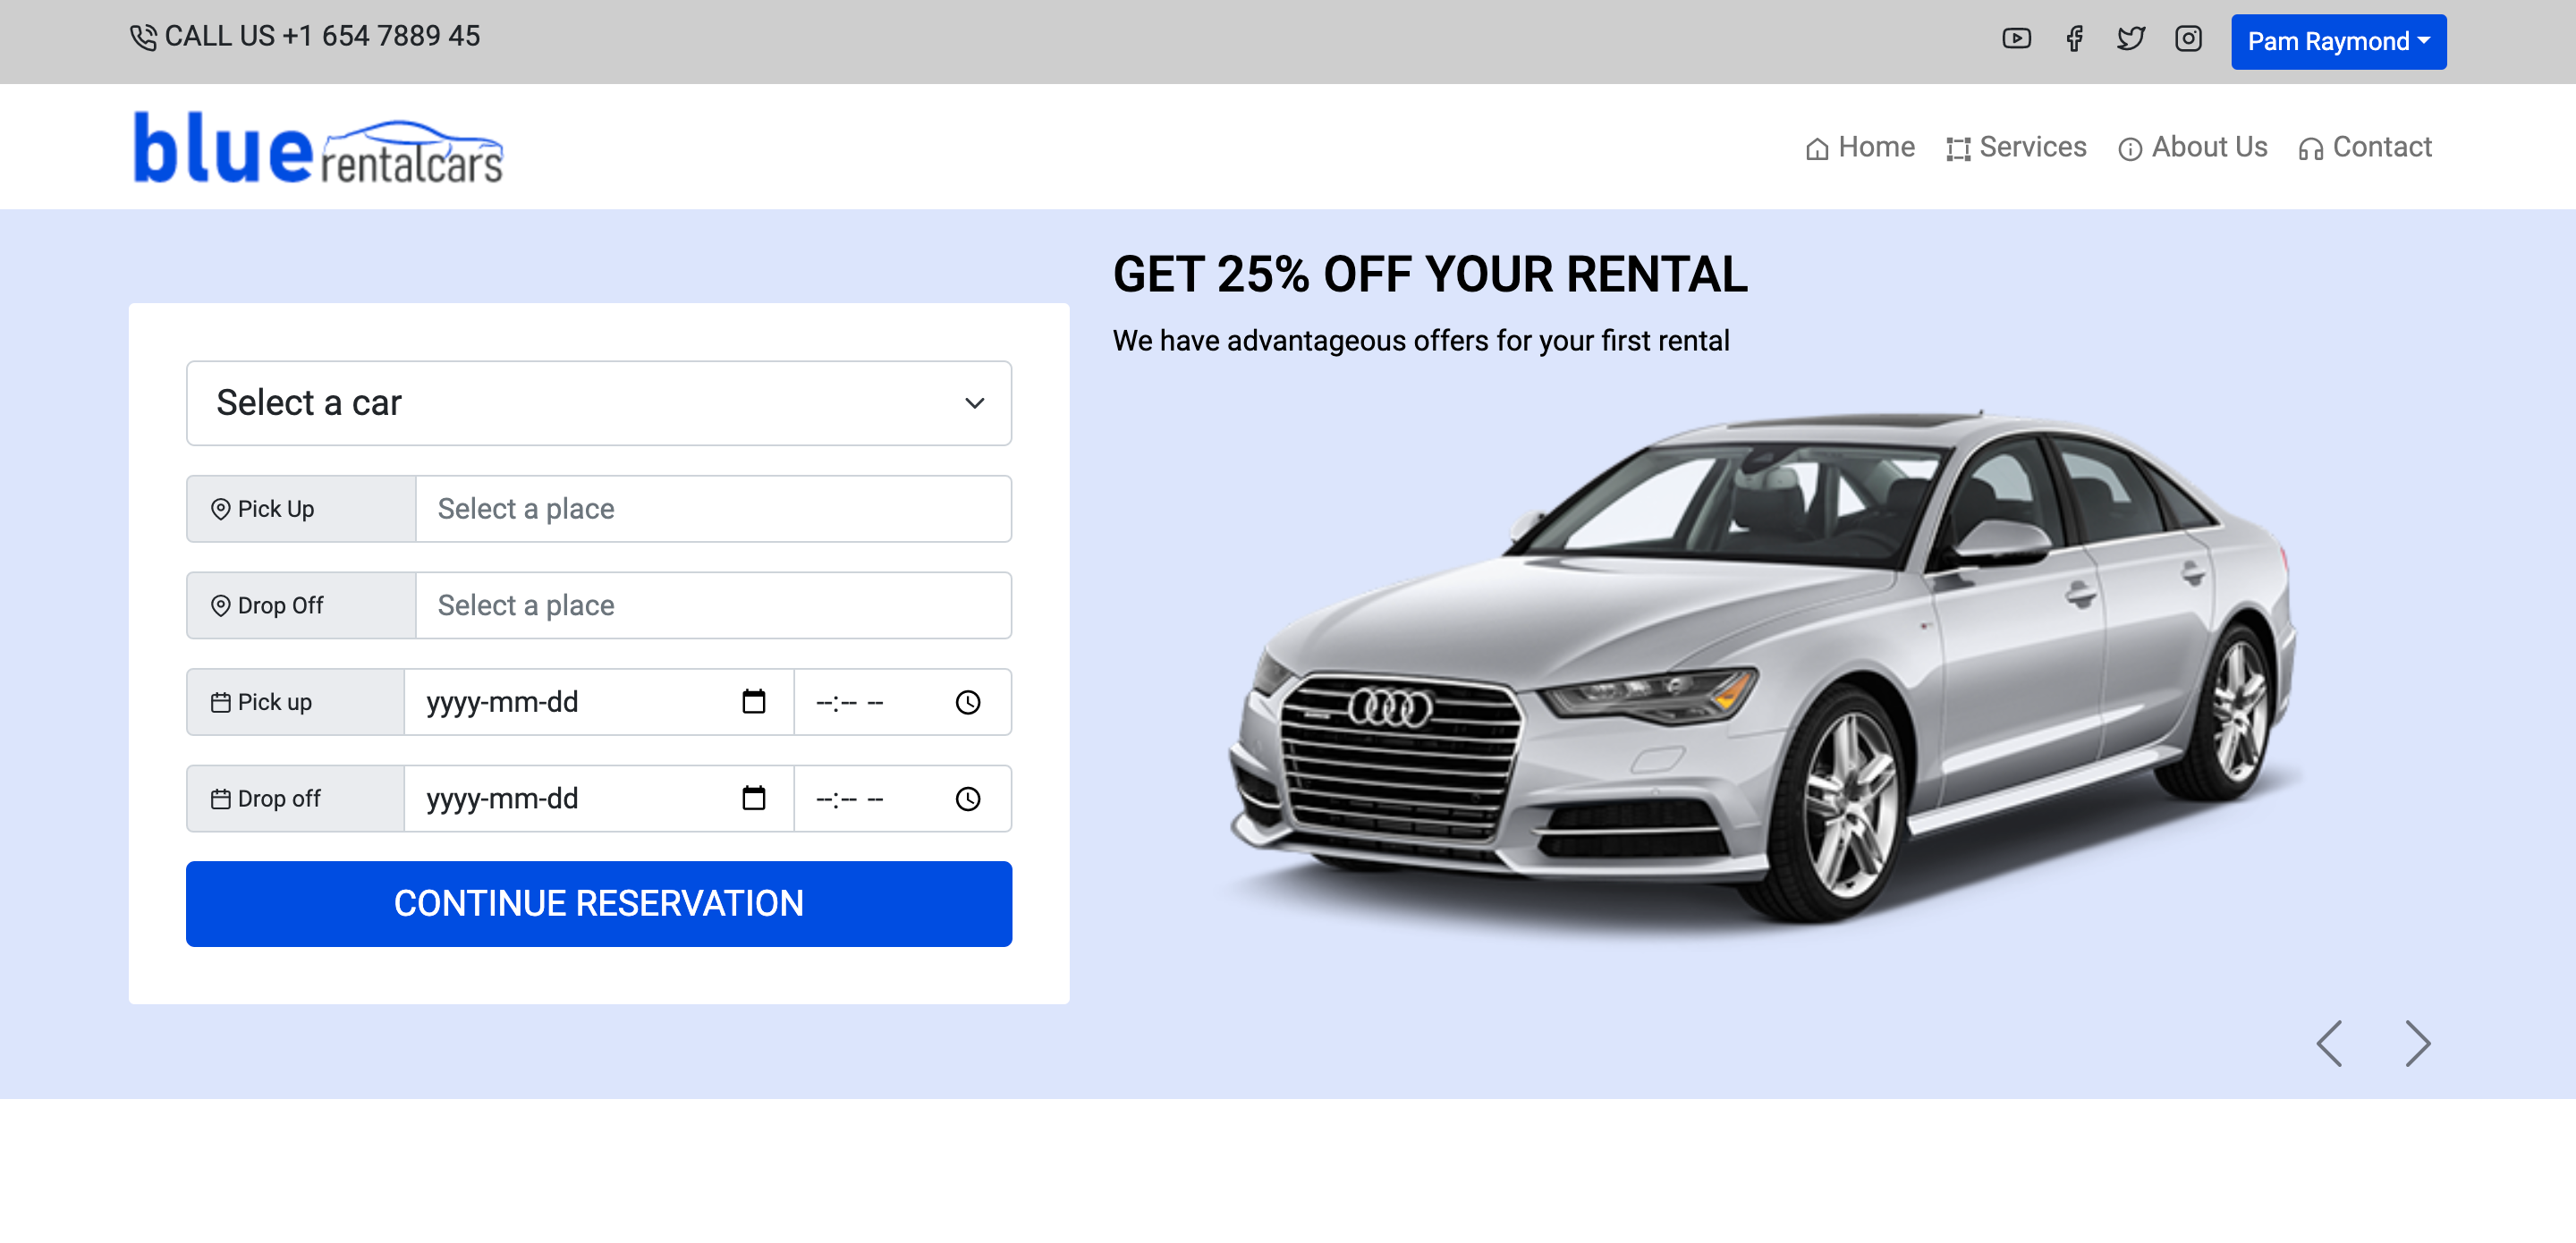 CALL US +1 654 7889 45
Pam Raymond
blue rentalcars
Home
Services
About Us
Contact
GET 25% OFF YOUR RENTAL
We have advantageous offers for your first rental
Select a car
Pick Up
Select a place
Drop Off
Select a place
Pick up
yyyy-mm-dd
--:-- --
Drop off
yyyy-mm-dd
--:-- --
CONTINUE RESERVATION